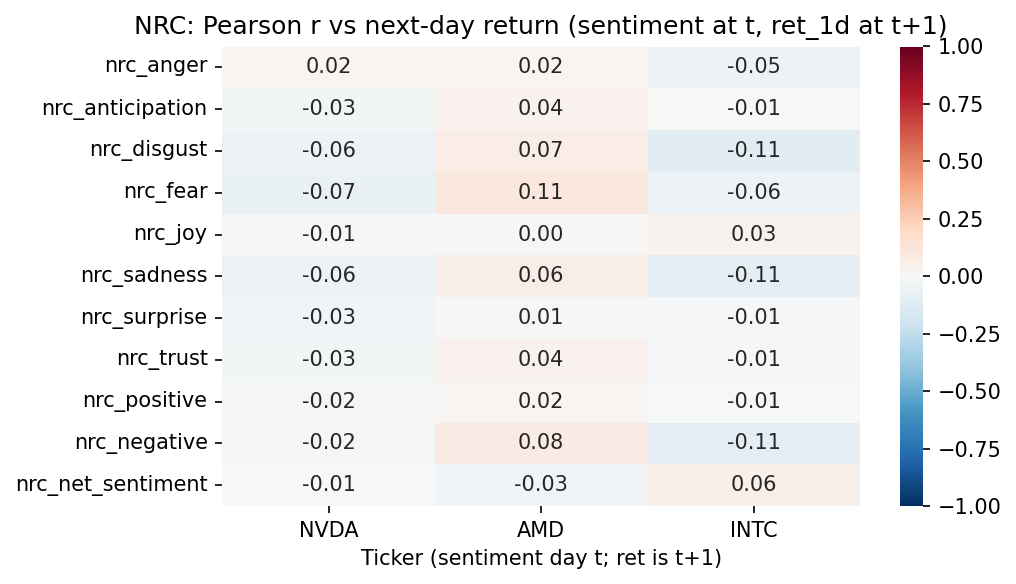 NRC: Pearson r vs next-day return (sentiment at t, ret_1d at t+1)
nrc_anger 0.02 0.02 -0.05
nrc_anticipation -0.03 0.04 -0.01
nrc_disgust -0.06 0.07 -0.11
nrc_fear -0.07 0.11 -0.06
nrc_joy -0.01 0.00 0.03
nrc_sadness -0.06 0.06 -0.11
nrc_surprise -0.03 0.01 -0.01
nrc_trust -0.03 0.04 -0.01
nrc_positive -0.02 0.02 -0.01
nrc_negative -0.02 0.08 -0.11
nrc_net_sentiment -0.01 -0.03 0.06
NVDA AMD INTC
Ticker (sentiment day t; ret is t+1)
1.00
0.75
0.50
0.25
0.00
−0.25
−0.50
−0.75
−1.00